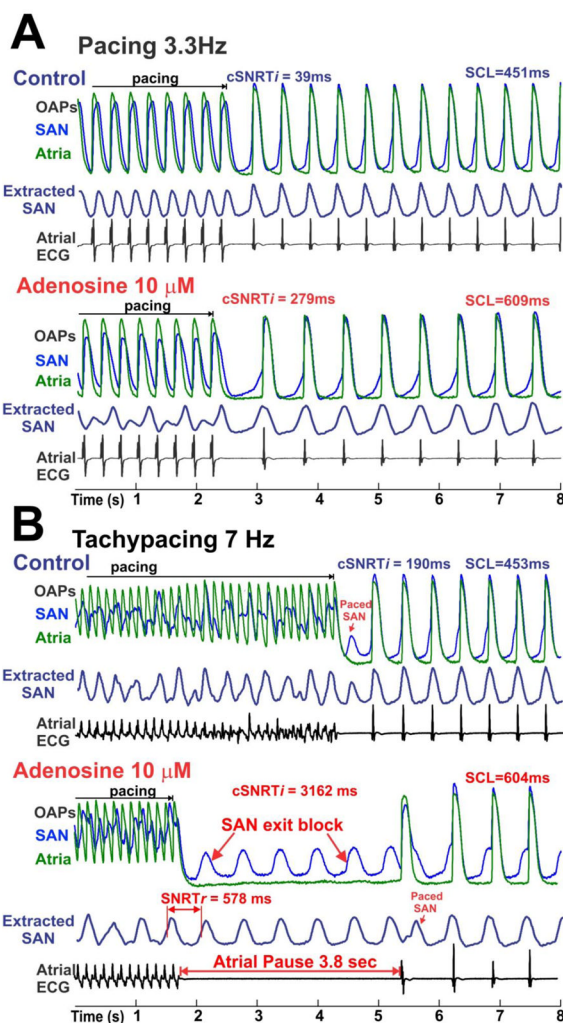 A
Pacing 3.3Hz
Control
pacing
cSNRTi = 39ms
SCL=451ms
OAPs
SAN
Atria
Extracted
SAN
Atrial
ECG
Adenosine 10 µM
pacing
cSNRTi = 279ms
SCL=609ms
OAPs
SAN
Atria
Extracted
SAN
Atrial
ECG
Time (s) 1 2 3 4 5 6 7 8
B
Tachypacing 7 Hz
Control
pacing
cSNRTi = 190ms
SCL=453ms
OAPs
SAN
Atria
Paced
SAN
Extracted
SAN
Atrial
ECG
Adenosine 10 µM
pacing
cSNRTi = 3162 ms
SCL=604ms
OAPs
SAN
Atria
SAN exit block
SNRTr = 578 ms
Extracted
SAN
Paced
SAN
Atrial
ECG
Atrial Pause 3.8 sec
Time (s) 1 2 3 4 5 6 7 8